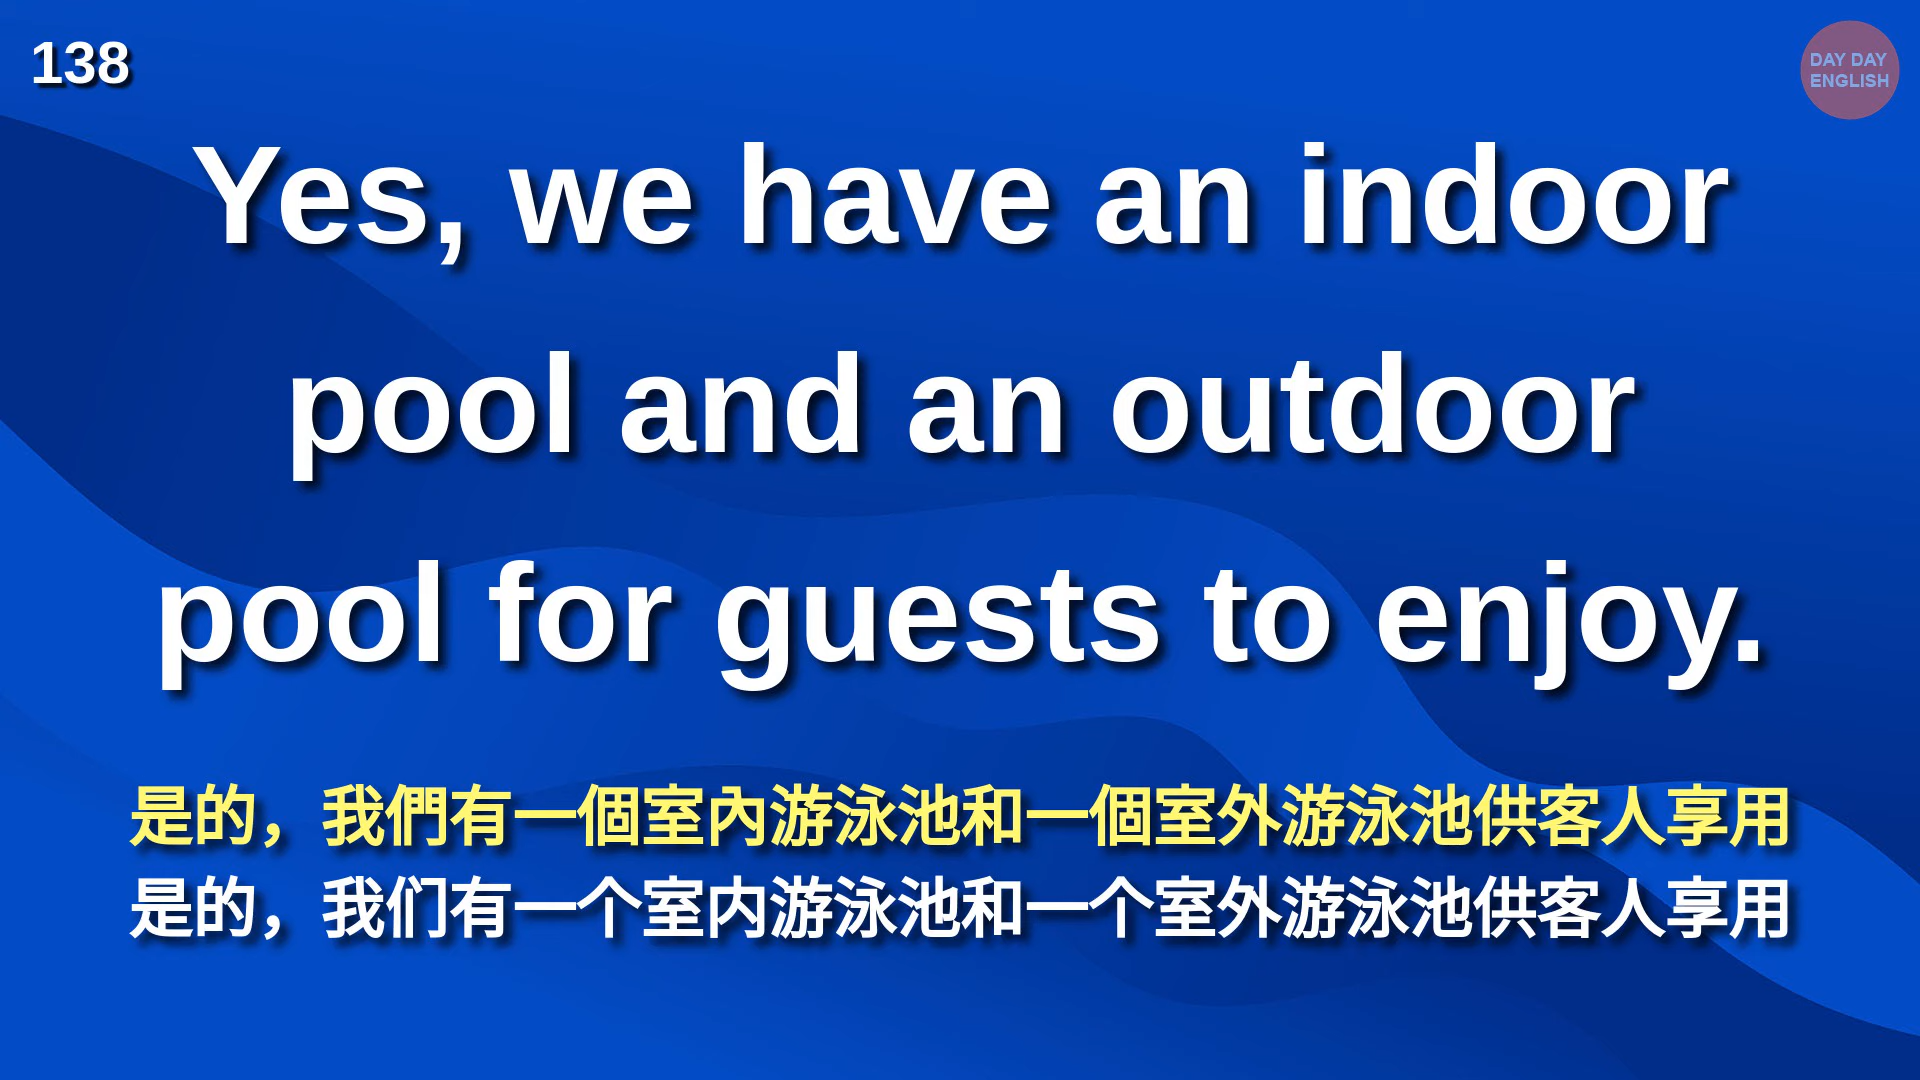 138
DAY DAY
ENGLISH
Yes, we have an indoor
pool and an outdoor
pool for guests to enjoy.
是的，我們有一個室內游泳池和一個室外游泳池供客人享用
是的，我们有一个室内游泳池和一个室外游泳池供客人享用